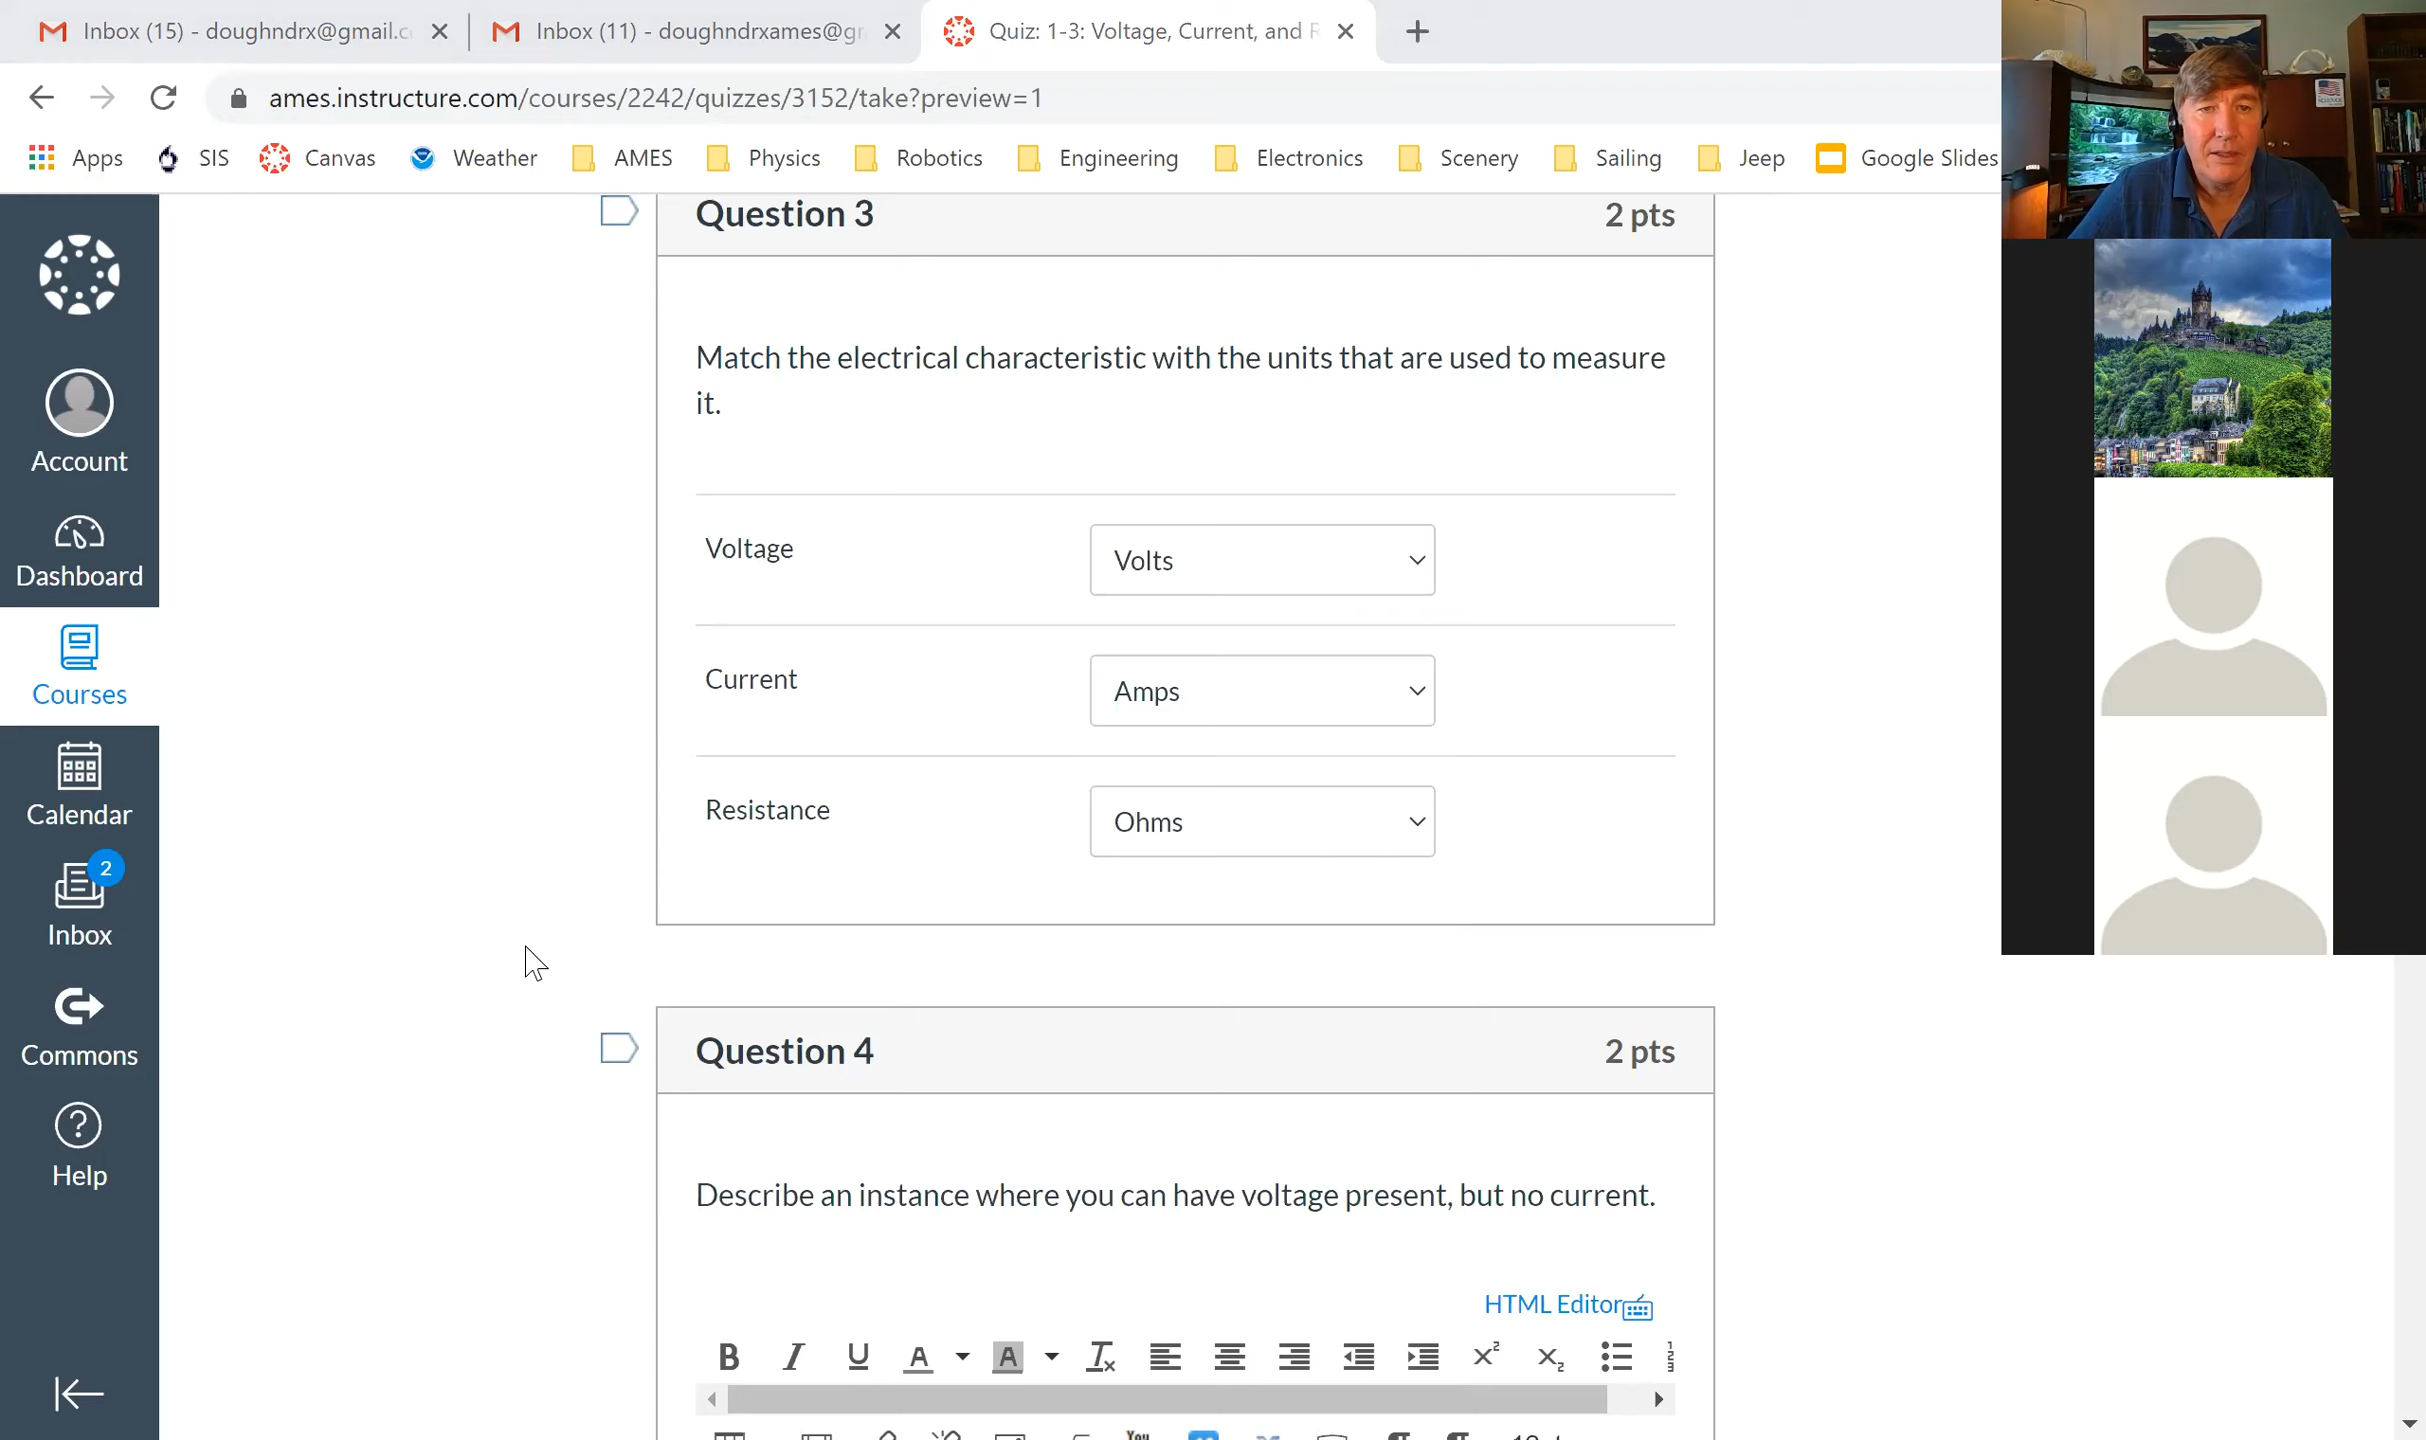 Inbox (15) - doughndrx@gmail.c
Inbox (11) - doughndrxames@g
Quiz: 1-3: Voltage, Current, and R
ames.instructure.com/courses/2242/quizzes/3152/take?preview=1
Apps SIS Canvas Weather AMES Physics Robotics Engineering Electronics Scenery Sailing Jeep Google Slides
Question 3 2 pts
Match the electrical characteristic with the units that are used to measure
it.
Voltage Volts
Current Amps
Resistance Ohms
Account
Dashboard
Courses
Calendar
2
Inbox
Commons
Help
Question 4 2 pts
Describe an instance where you can have voltage present, but no current.
HTML Editor